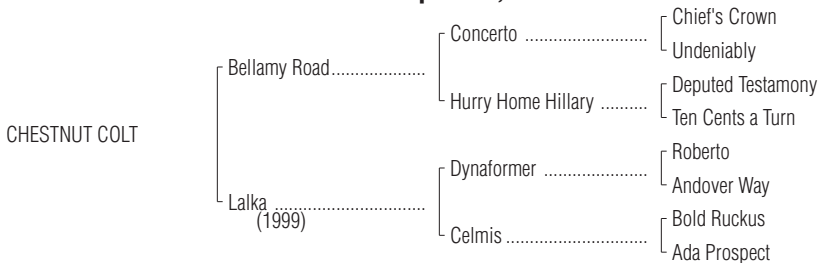 Chief's Crown
Concerto ............................
Undeniably
Bellamy Road.....................
Deputed Testamony
Hurry Home Hillary ..........
Ten Cents a Turn
CHESTNUT COLT
Roberto
Dynaformer .......................
Andover Way
Lalka .................................
(1999)
Bold Ruckus
Celmis ................................
Ada Prospect